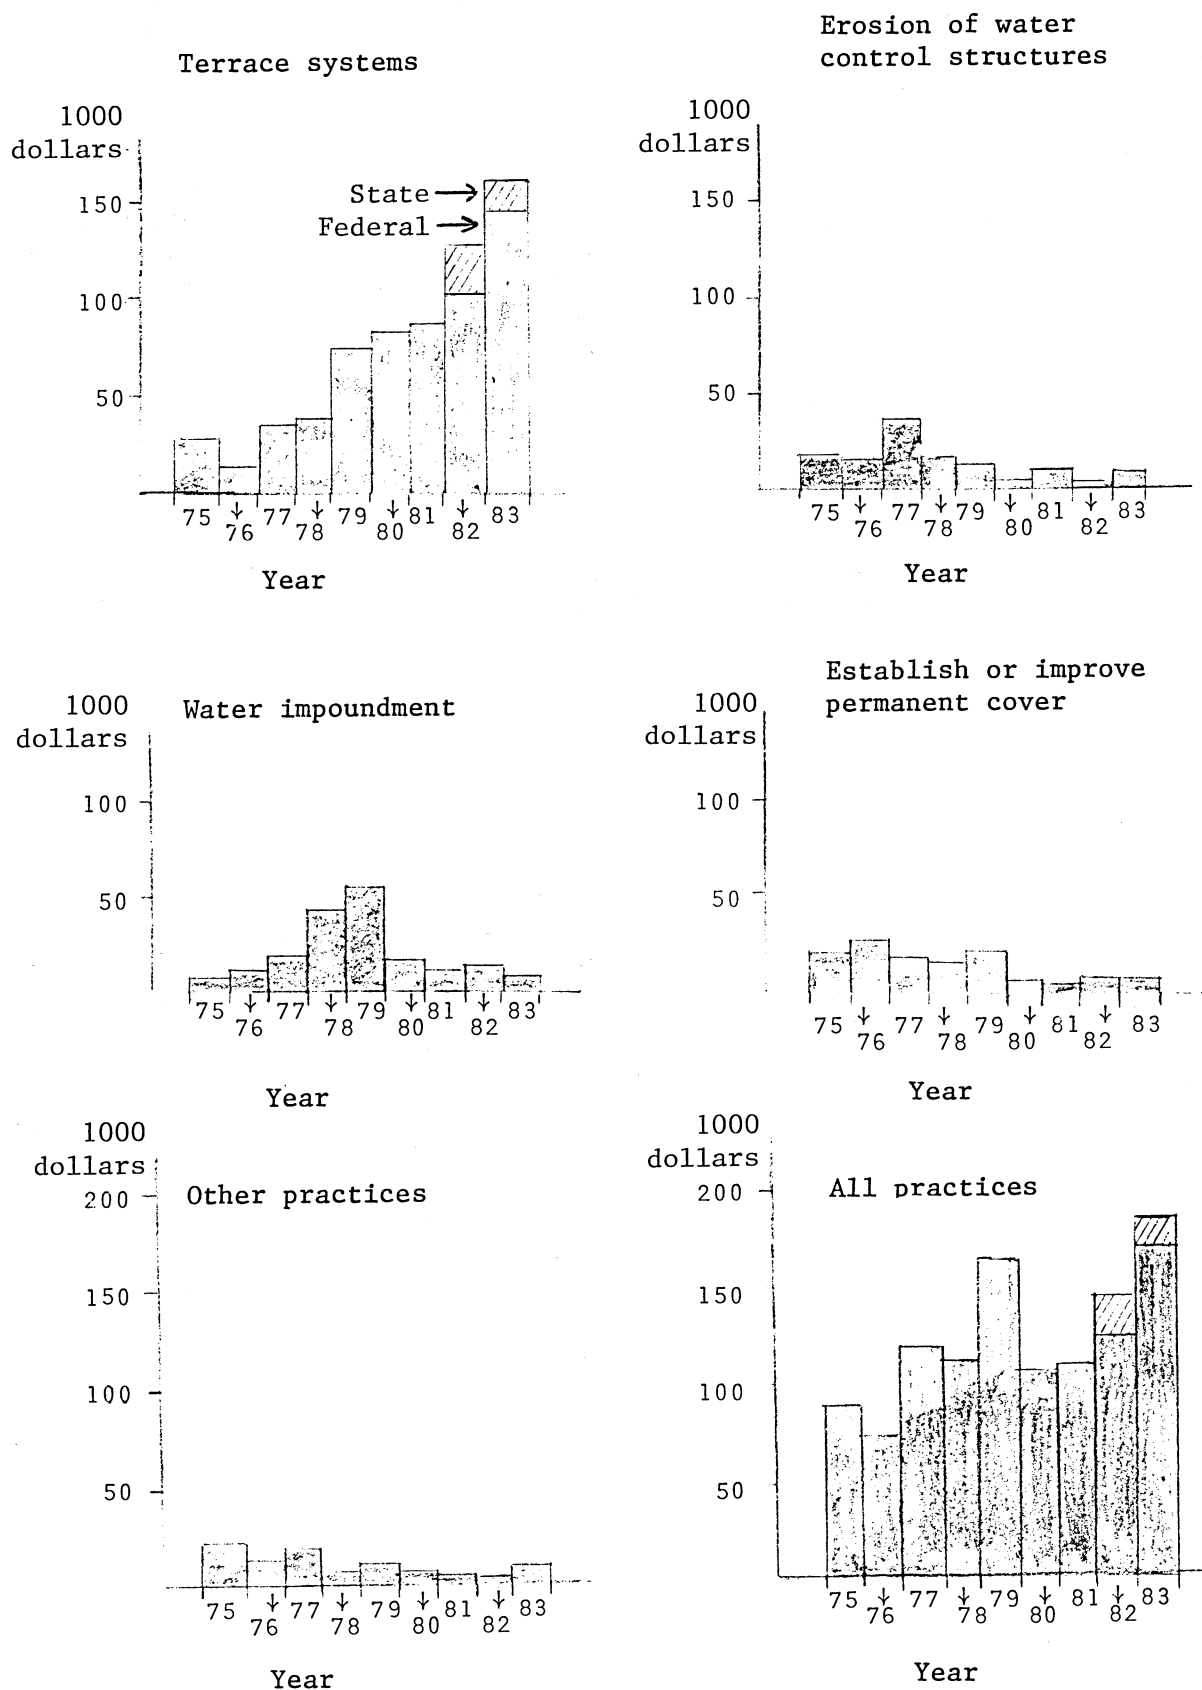 Terrace systems
1000
dollars
150
100
50
State
Federal
75 76 77 78 79 80 81 82 83
Year
Erosion of water
control structures
1000
dollars
150
100
50
75 76 77 78 79 80 81 82 83
Year
Water impoundment
1000
dollars
100
50
75 76 77 78 79 80 81 82 83
Year
Establish or improve
permanent cover
1000
dollars
100
50
75 76 77 78 79 80 81 82 83
Year
Other practices
1000
dollars
200
150
100
50
75 76 77 78 79 80 81 82 83
Year
All practices
1000
dollars
200
150
100
50
75 76 77 78 79 80 81 82 83
Year